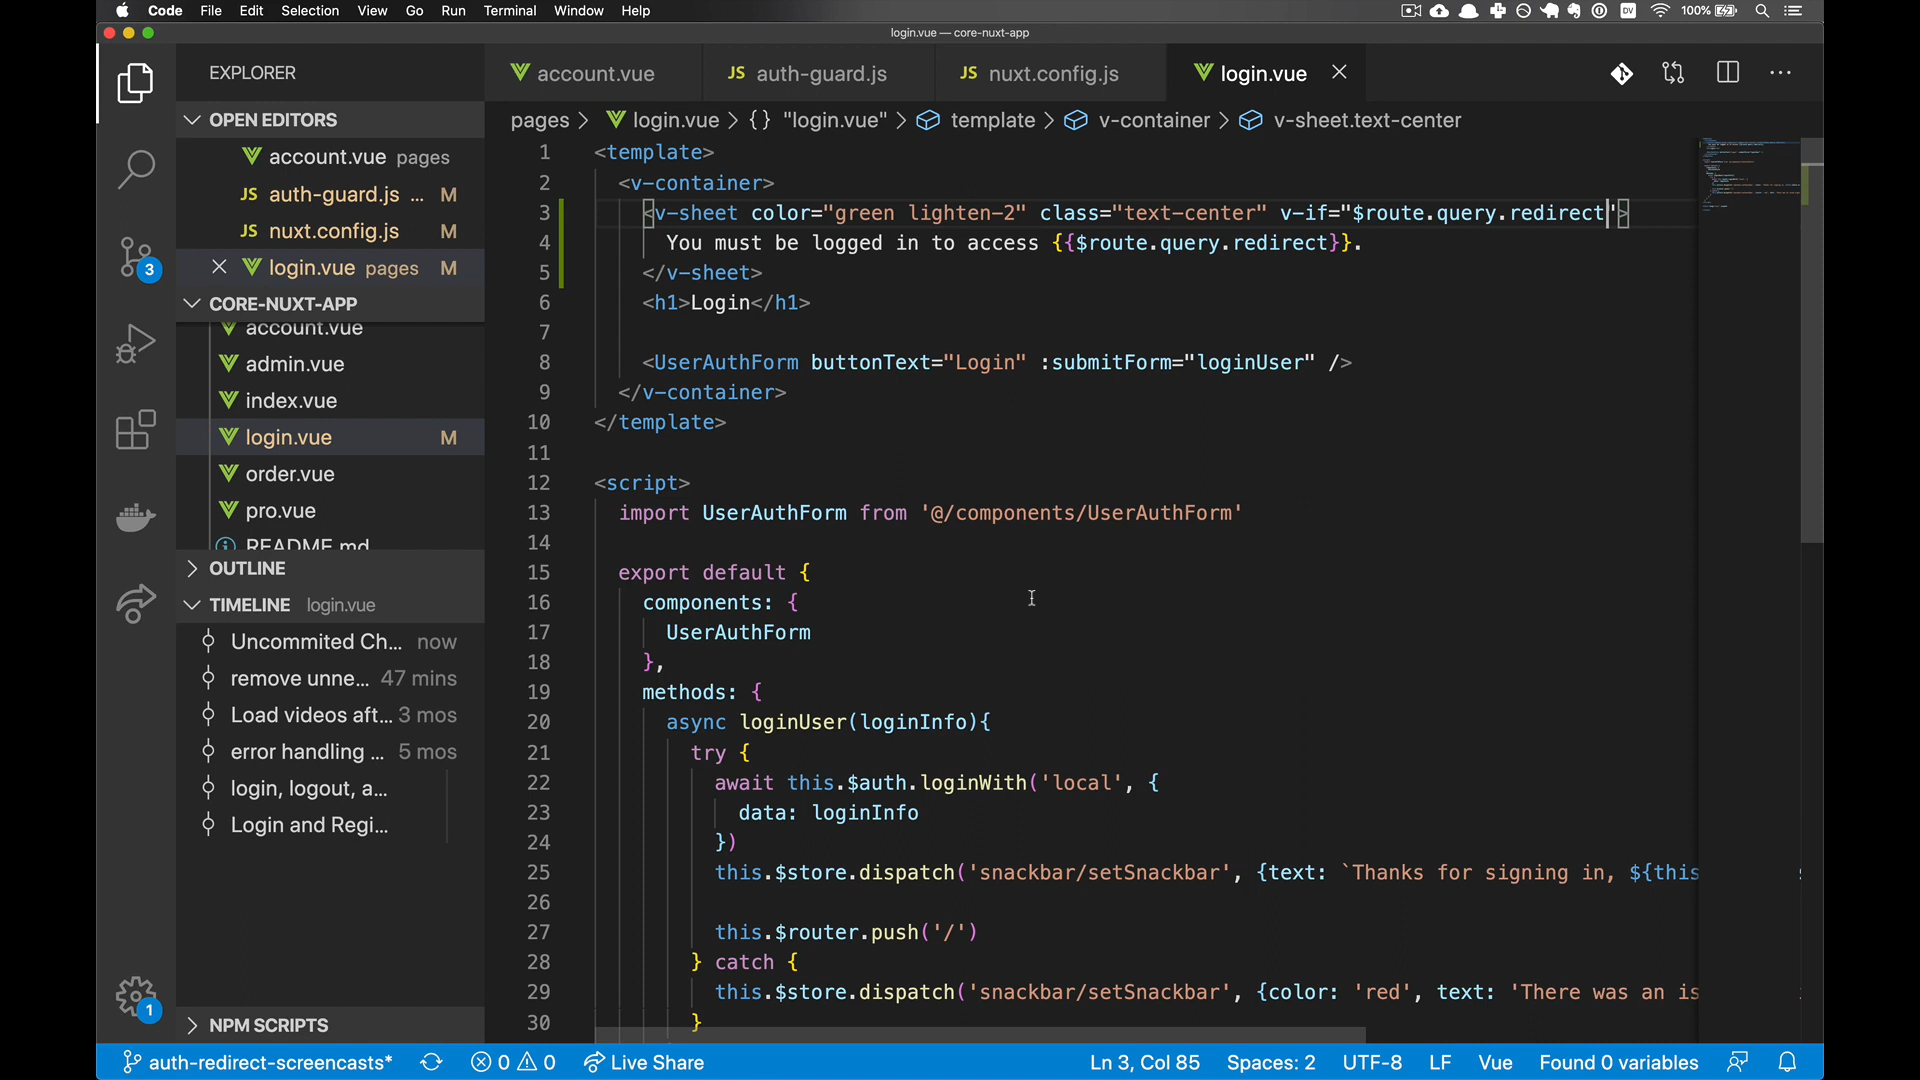 Code File Edit Selection View Go Run Terminal Window Help
DV 100%
login.vue — core-nuxt-app
EXPLORER
account.vue
JS auth-guard.js
JS nuxt.config.js
login.vue
OPEN EDITORS
account.vue pages
JS auth-guard.js ... M
JS nuxt.config.js M
login.vue pages M
CORE-NUXT-APP
account.vue
admin.vue
index.vue
login.vue M
order.vue
pro.vue
README.md
OUTLINE
TIMELINE login.vue
Uncommited Ch... now
remove unne... 47 mins
Load videos aft... 3 mos
error handling ... 5 mos
login, logout, a...
Login and Regi...
NPM SCRIPTS
3
1
pages > login.vue > {} "login.vue" > template > v-container > v-sheet.text-center
1 <template>
2 <v-container>
3 <v-sheet color="green lighten-2" class="text-center" v-if="$route.query.redirect">
4 You must be logged in to access {{$route.query.redirect}}.
5 </v-sheet>
6 <h1>Login</h1>
7
8 <UserAuthForm buttonText="Login" :submitForm="loginUser" />
9 </v-container>
10 </template>
11
12 <script>
13 import UserAuthForm from '@/components/UserAuthForm'
14
15 export default {
16 components: {
17 UserAuthForm
18 },
19 methods: {
20 async loginUser(loginInfo){
21 try {
22 await this.$auth.loginWith('local', {
23 data: loginInfo
24 })
25 this.$store.dispatch('snackbar/setSnackbar', {text: `Thanks for signing in, ${this
26
27 this.$router.push('/')
28 } catch {
29 this.$store.dispatch('snackbar/setSnackbar', {color: 'red', text: 'There was an is
30 }
auth-redirect-screencasts* 0 0 Live Share Ln 3, Col 85 Spaces: 2 UTF-8 LF Vue Found 0 variables